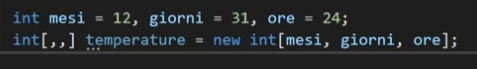 int mesi = 12, giorni = 31, ore = 24;
int[,,] temperature = new int[mesi, giorni, ore];